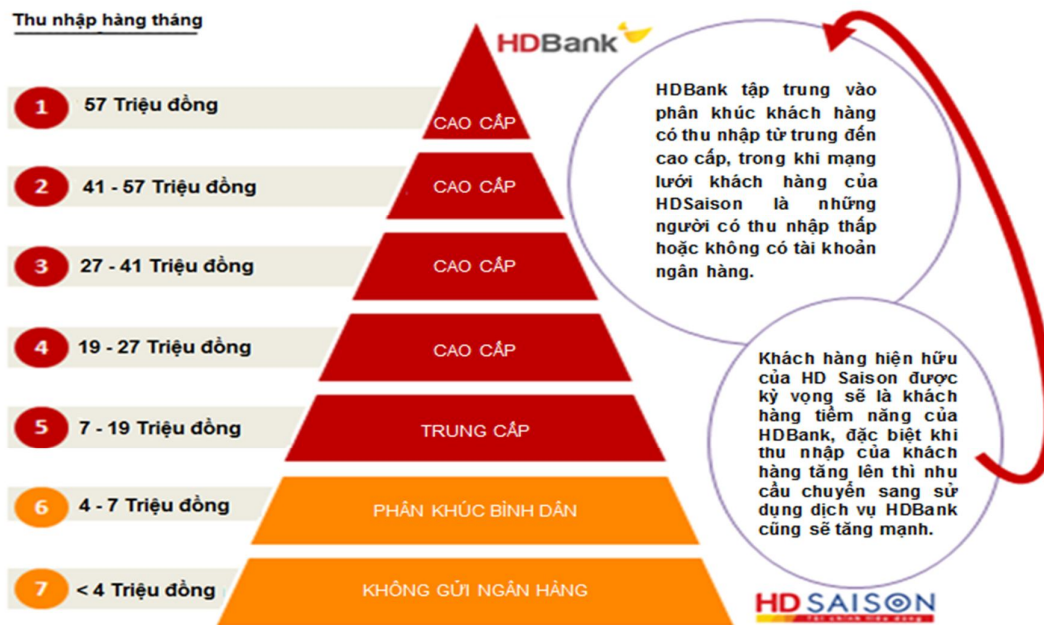 Thu nhập hàng tháng
HDBank
1 57 Triệu đồng
CAO CẤP
2 41 - 57 Triệu đồng
CAO CẤP
3 27 - 41 Triệu đồng
CAO CẤP
4 19 - 27 Triệu đồng
CAO CẤP
5 7 - 19 Triệu đồng
TRUNG CẤP
6 4 - 7 Triệu đồng
PHÂN KHÚC BÌNH DÂN
7 < 4 Triệu đồng
KHÔNG GỬI NGÂN HÀNG
HDBank tập trung vào
phân khúc khách hàng
có thu nhập từ trung đến
cao cấp, trong khi mạng
lưới khách hàng của
HDSaison là những
người có thu nhập thấp
hoặc không có tài khoản
ngân hàng.
Khách hàng hiện hữu
của HD Saison được
kỳ vọng sẽ là khách
hàng tiềm năng của
HDBank, đặc biệt khi
thu nhập của khách
hàng tăng lên thì nhu
cầu chuyển sang sử
dụng dịch vụ HDBank
cũng sẽ tăng mạnh.
HD SAISON
Tài chính tiêu dùng